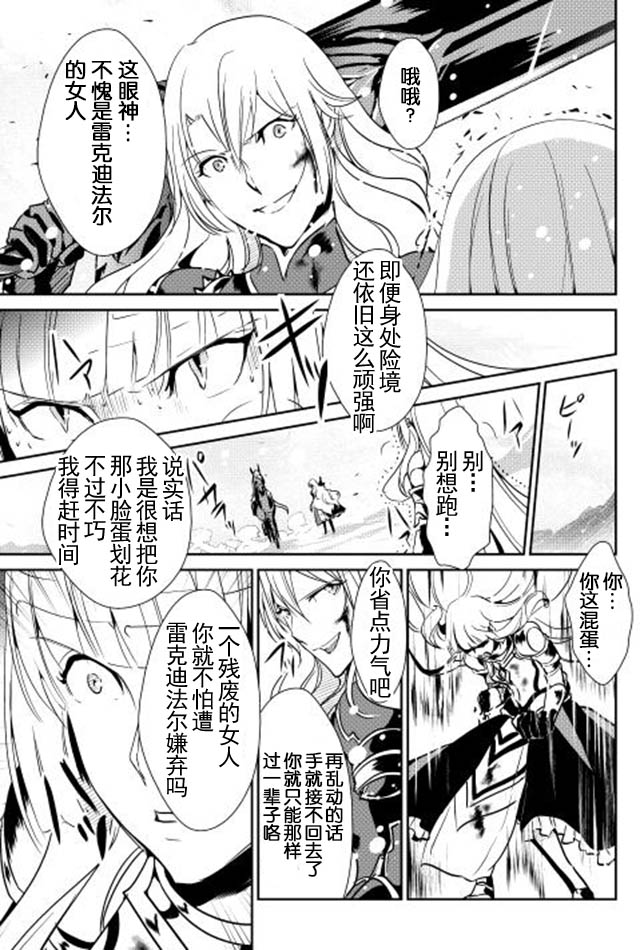 哦哦?
这眼神…
不愧是雷克迪法尔
的女人
即便身处险境
还依旧这么顽强啊
ピーッ
别…
别想跑…
说实话
我是很想把你
那小脸蛋划花
不过不巧
我得赶时间
你…
你这混蛋…
你省点力气吧
再乱动的话
手就接不回去了
你就只能那样
过一辈子咯
一个残废的女人
你就不怕遭
雷克迪法尔嫌弃吗